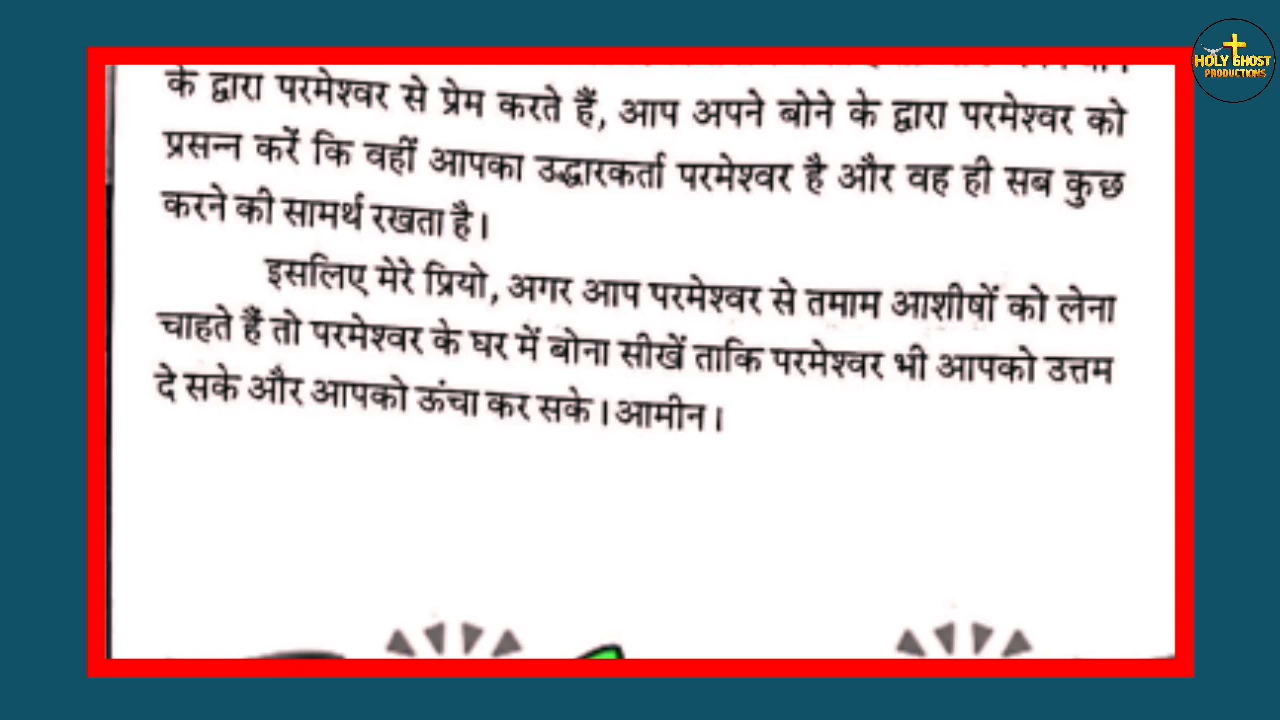 के द्वारा परमेश्वर से प्रेम करते हैं, आप अपने बोने के द्वारा परमेश्वर को
प्रसन्न करें कि वहीं आपका उद्धारकर्ता परमेश्वर है और वह ही सब कुछ
करने की सामर्थ रखता है।
इसलिए मेरे प्रियो, अगर आप परमेश्वर से तमाम आशीषों को लेना
चाहते हैं तो परमेश्वर के घर में बोना सीखें ताकि परमेश्वर भी आपको उत्तम
दे सके और आपको ऊंचा कर सके। आमीन।
HOLY GHOST
PRODUCTIONS